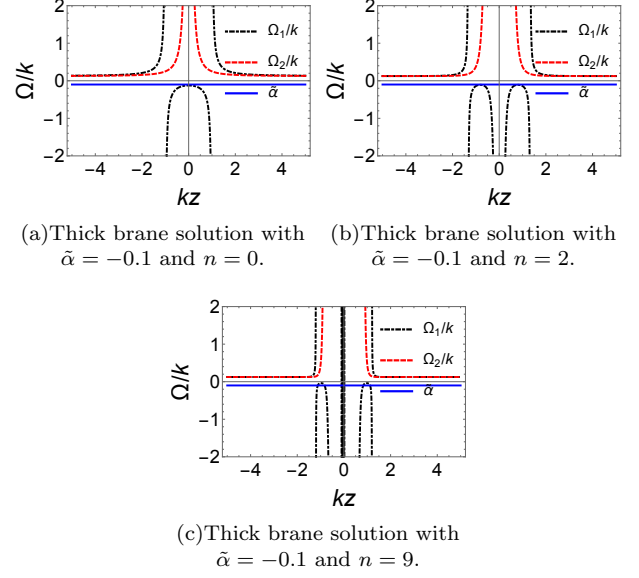 2
1
0
−1
−2
Ω/k
−4 −2 0 2 4
kz
Ω₁/k
Ω₂/k
α̃
2
1
0
−1
−2
Ω/k
−4 −2 0 2 4
kz
Ω₁/k
Ω₂/k
α̃
(a)Thick brane solution with
α̃ = −0.1 and n = 0.
(b)Thick brane solution with
α̃ = −0.1 and n = 2.
2
1
0
−1
−2
Ω/k
−4 −2 0 2 4
kz
Ω₁/k
Ω₂/k
α̃
(c)Thick brane solution with
α̃ = −0.1 and n = 9.